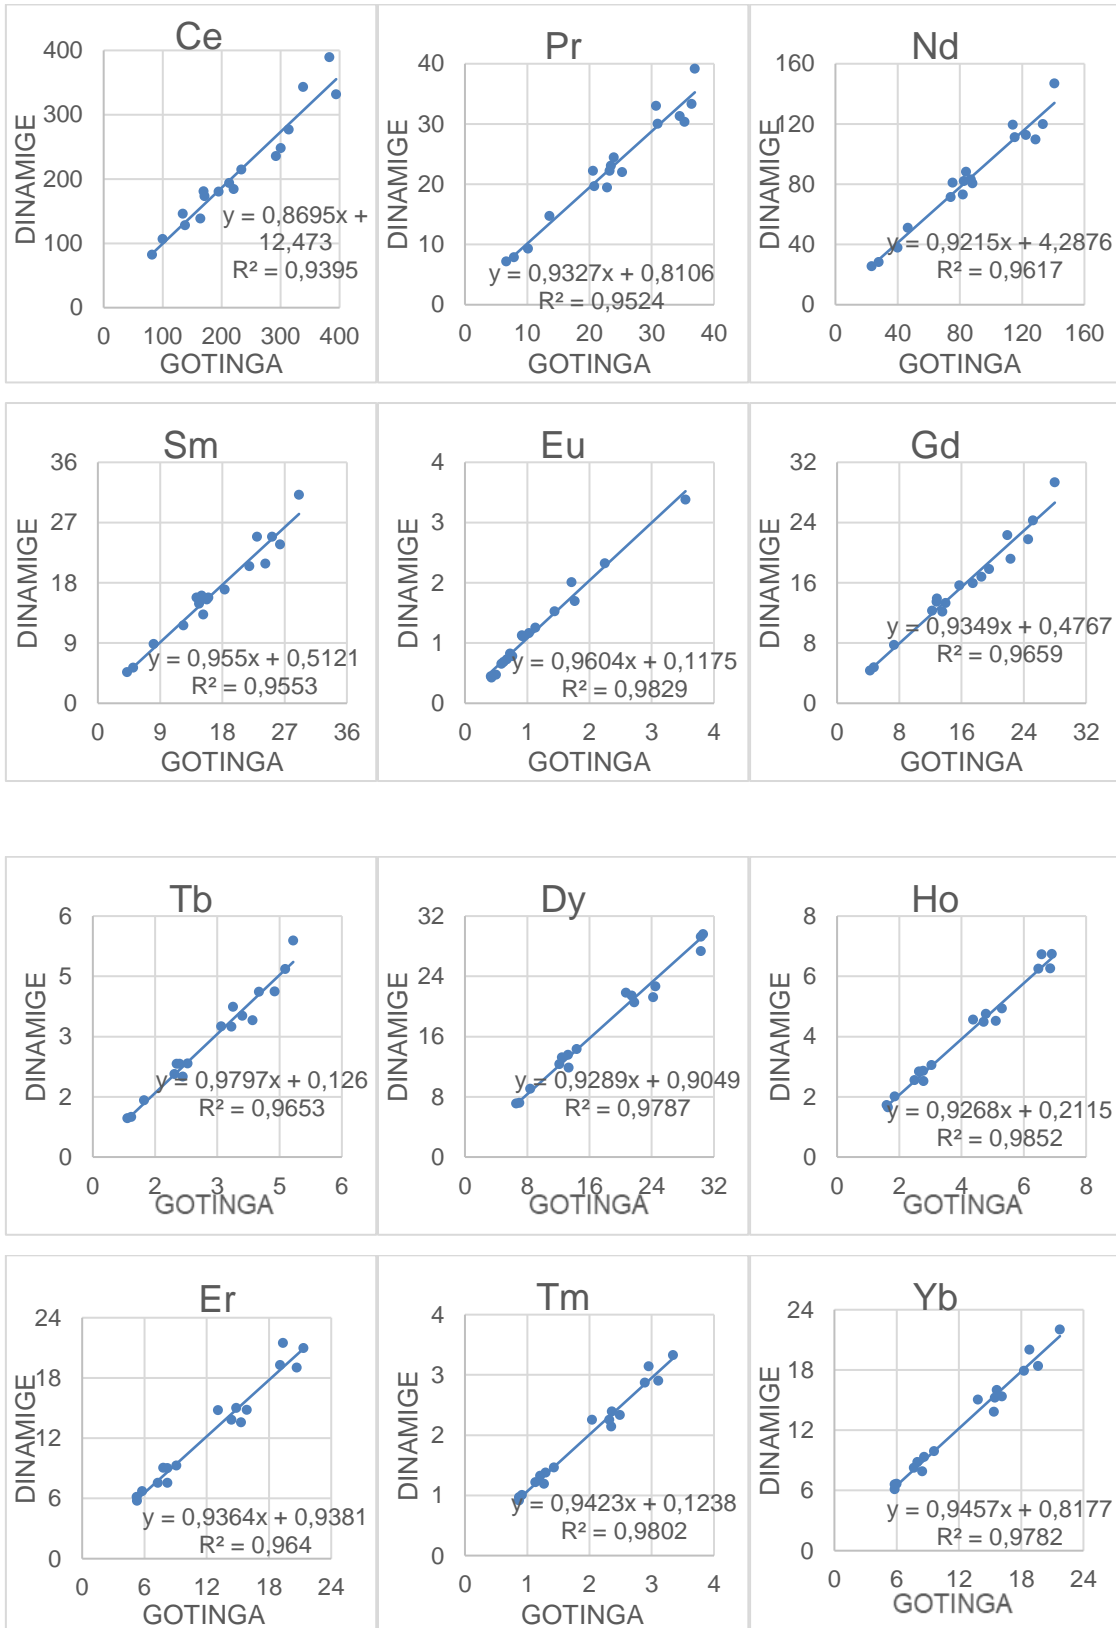 Ce
400
300
200
100
0
DINAMIGE
y = 0,8695x +
12,473
R² = 0,9395
0 100 200 300 400
GOTINGA
Pr
40
30
20
10
0
DINAMIGE
y = 0,9327x + 0,8106
R² = 0,9524
0 10 20 30 40
GOTINGA
Nd
160
120
80
40
0
DINAMIGE
y = 0,9215x + 4,2876
R² = 0,9617
0 40 80 120 160
GOTINGA
Sm
36
27
18
9
0
DINAMIGE
y = 0,955x + 0,5121
R² = 0,9553
0 9 18 27 36
GOTINGA
Eu
4
3
2
1
0
DINAMIGE
y = 0,9604x + 0,1175
R² = 0,9829
0 1 2 3 4
GOTINGA
Gd
32
24
16
8
0
DINAMIGE
y = 0,9349x + 0,4767
R² = 0,9659
0 8 16 24 32
GOTINGA
Tb
6
5
3
2
0
DINAMIGE
y = 0,9797x + 0,126
R² = 0,9653
0 2 3 5 6
GOTINGA
Dy
32
24
16
8
0
DINAMIGE
y = 0,9289x + 0,9049
R² = 0,9787
0 8 16 24 32
GOTINGA
Ho
8
6
4
2
0
DINAMIGE
y = 0,9268x + 0,2115
R² = 0,9852
0 2 4 6 8
GOTINGA
Er
24
18
12
6
0
DINAMIGE
y = 0,9364x + 0,9381
R² = 0,964
0 6 12 18 24
GOTINGA
Tm
4
3
2
1
0
DINAMIGE
y = 0,9423x + 0,1238
R² = 0,9802
0 1 2 3 4
GOTINGA
Yb
24
18
12
6
0
DINAMIGE
y = 0,9457x + 0,8177
R² = 0,9782
0 6 12 18 24
GOTINGA